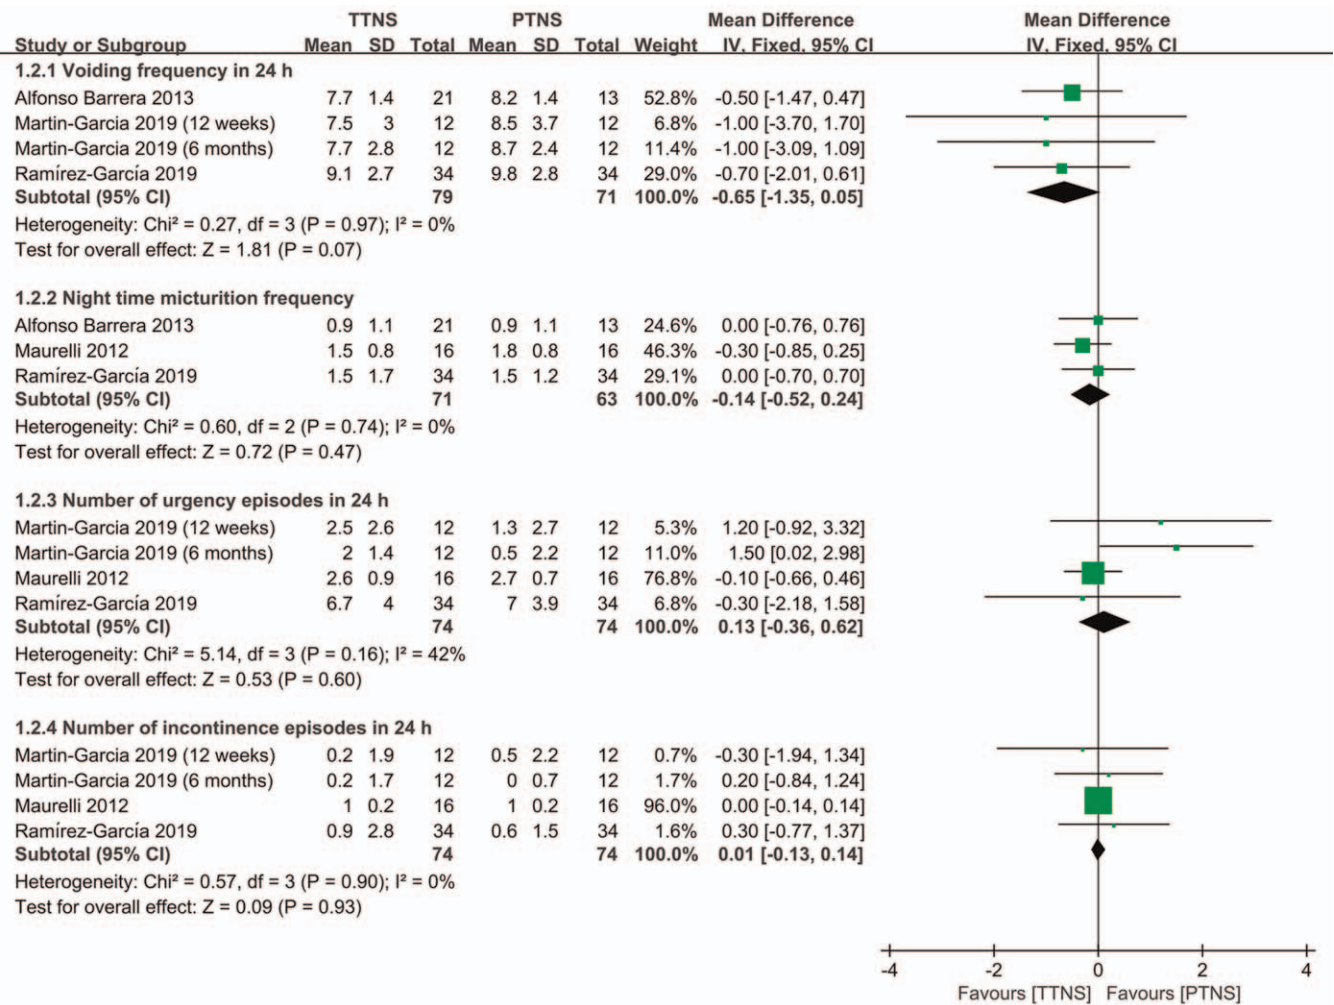 TTNS PTNS Mean Difference Mean Difference
Study or Subgroup Mean SD Total Mean SD Total Weight IV, Fixed, 95% CI IV, Fixed, 95% CI
1.2.1 Voiding frequency in 24 h
Alfonso Barrera 2013 7.7 1.4 21 8.2 1.4 13 52.8% -0.50 [-1.47, 0.47]
Martin-Garcia 2019 (12 weeks) 7.5 3 12 8.5 3.7 12 6.8% -1.00 [-3.70, 1.70]
Martin-Garcia 2019 (6 months) 7.7 2.8 12 8.7 2.4 12 11.4% -1.00 [-3.09, 1.09]
Ramírez-García 2019 9.1 2.7 34 9.8 2.8 34 29.0% -0.70 [-2.01, 0.61]
Subtotal (95% CI) 79 71 100.0% -0.65 [-1.35, 0.05]
Heterogeneity: Chi² = 0.27, df = 3 (P = 0.97); I² = 0%
Test for overall effect: Z = 1.81 (P = 0.07)
1.2.2 Night time micturition frequency
Alfonso Barrera 2013 0.9 1.1 21 0.9 1.1 13 24.6% 0.00 [-0.76, 0.76]
Maurelli 2012 1.5 0.8 16 1.8 0.8 16 46.3% -0.30 [-0.85, 0.25]
Ramírez-García 2019 1.5 1.7 34 1.5 1.2 34 29.1% 0.00 [-0.70, 0.70]
Subtotal (95% CI) 71 63 100.0% -0.14 [-0.52, 0.24]
Heterogeneity: Chi² = 0.60, df = 2 (P = 0.74); I² = 0%
Test for overall effect: Z = 0.72 (P = 0.47)
1.2.3 Number of urgency episodes in 24 h
Martin-Garcia 2019 (12 weeks) 2.5 2.6 12 1.3 2.7 12 5.3% 1.20 [-0.92, 3.32]
Martin-Garcia 2019 (6 months) 2 1.4 12 0.5 2.2 12 11.0% 1.50 [0.02, 2.98]
Maurelli 2012 2.6 0.9 16 2.7 0.7 16 76.8% -0.10 [-0.66, 0.46]
Ramírez-García 2019 6.7 4 34 7 3.9 34 6.8% -0.30 [-2.18, 1.58]
Subtotal (95% CI) 74 74 100.0% 0.13 [-0.36, 0.62]
Heterogeneity: Chi² = 5.14, df = 3 (P = 0.16); I² = 42%
Test for overall effect: Z = 0.53 (P = 0.60)
1.2.4 Number of incontinence episodes in 24 h
Martin-Garcia 2019 (12 weeks) 0.2 1.9 12 0.5 2.2 12 0.7% -0.30 [-1.94, 1.34]
Martin-Garcia 2019 (6 months) 0.2 1.7 12 0 0.7 12 1.7% 0.20 [-0.84, 1.24]
Maurelli 2012 1 0.2 16 1 0.2 16 96.0% 0.00 [-0.14, 0.14]
Ramírez-García 2019 0.9 2.8 34 0.6 1.5 34 1.6% 0.30 [-0.77, 1.37]
Subtotal (95% CI) 74 74 100.0% 0.01 [-0.13, 0.14]
Heterogeneity: Chi² = 0.57, df = 3 (P = 0.90); I² = 0%
Test for overall effect: Z = 0.09 (P = 0.93)
-4 -2 0 2 4
Favours [TTNS] Favours [PTNS]